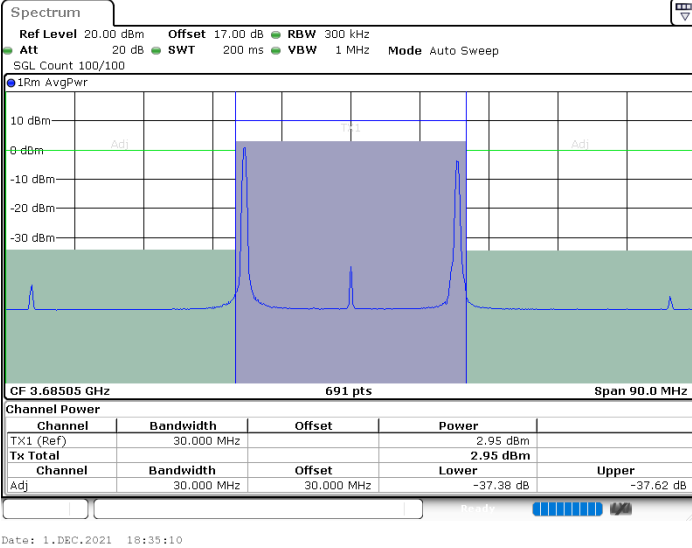 Spectrum
Ref Level 20.00 dBm Offset 17.00 dB RBW 300 kHz
Att 20 dB SWT 200 ms VBW 1 MHz Mode Auto Sweep
SGL Count 100/100
1Rm AvgPwr
10 dBm
TX1
Adj
Adj
0 dBm
-10 dBm
-20 dBm
-30 dBm
CF 3.68505 GHz 691 pts Span 90.0 MHz
Channel Power
Channel Bandwidth Offset Power
TX1 (Ref) 30.000 MHz 2.95 dBm
Tx Total 2.95 dBm
Channel Bandwidth Offset Lower Upper
Adj 30.000 MHz 30.000 MHz -37.38 dB -37.62 dB
Ready
Date: 1.DEC.2021 18:35:10